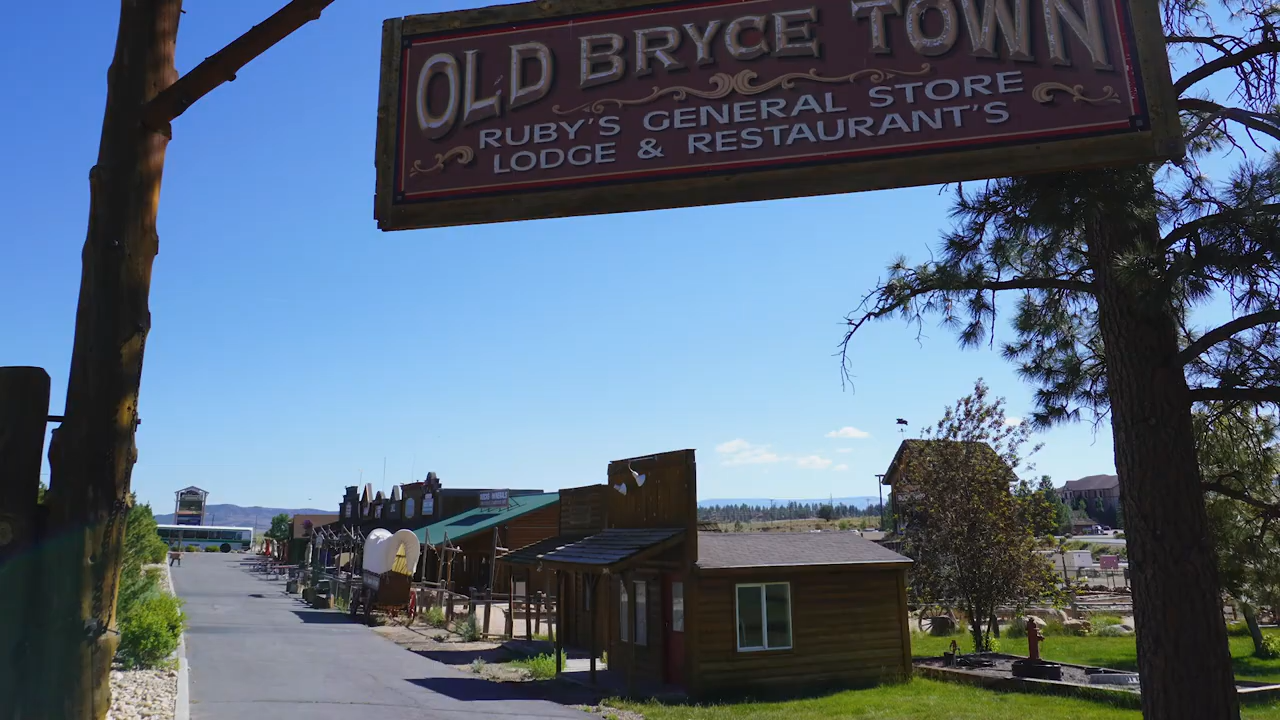 OLD BRYCE TOWN
RUBY'S GENERAL STORE
LODGE & RESTAURANT'S